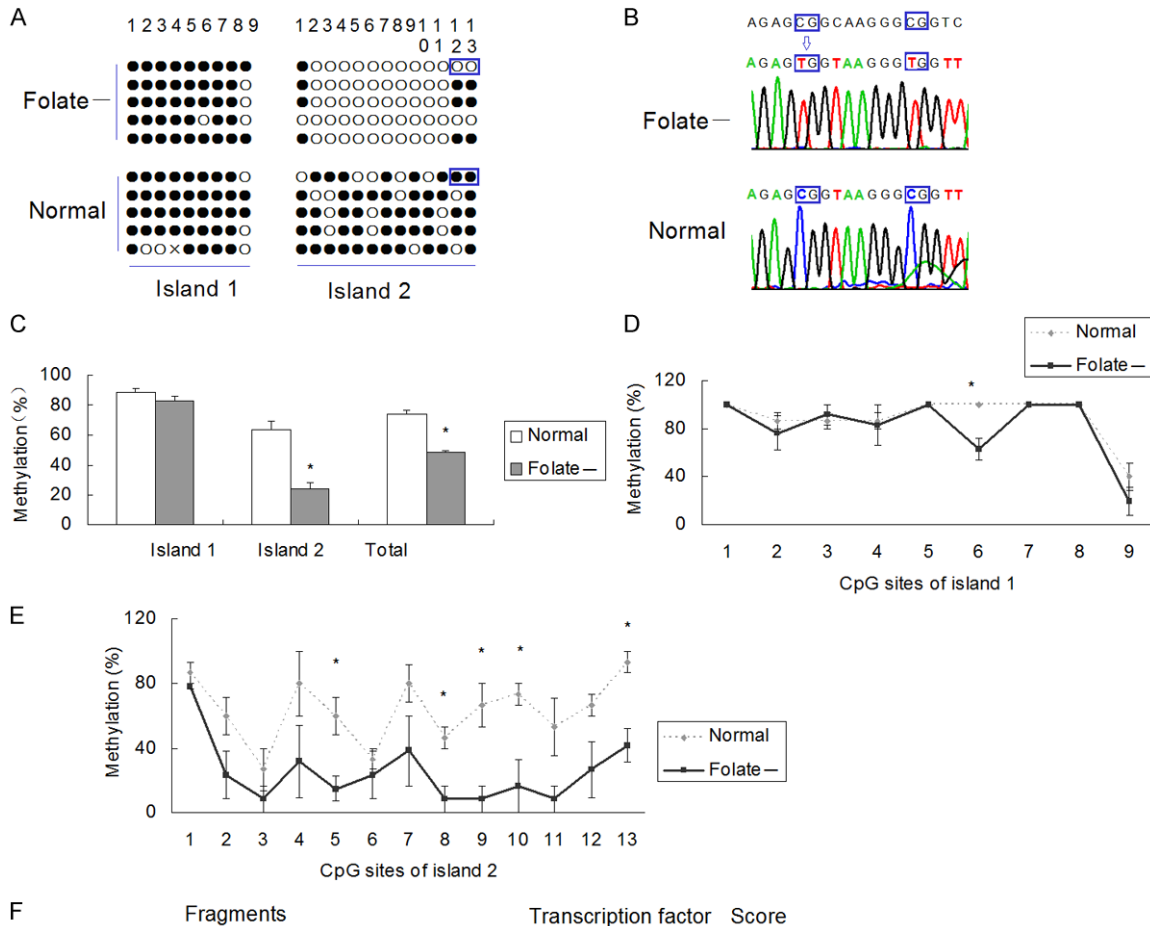 A
1 2 3 4 5 6 7 8 9
1 2 3 4 5 6 7 8 9 1 1 1 1
0 1 2 3
Folate—
Normal
Island 1
Island 2
B
AGAGCGGCAAGGGCGGTC
AGAGTGGTAAGGGTGGTT
Folate—
AGAGCGGTAAGGGCGGTT
Normal
C
Methylation (%)
100
80
60
40
20
0
Island 1
Island 2
Total
Normal
Folate—
*
*
D
Normal
Folate—
Methylation (%)
120
80
40
0
*
1 2 3 4 5 6 7 8 9
CpG sites of island 1
E
Methylation (%)
120
80
40
0
* * * * *
1 2 3 4 5 6 7 8 9 10 11 12 13
CpG sites of island 2
Normal
Folate—
F
Fragments
Transcription factor
Score